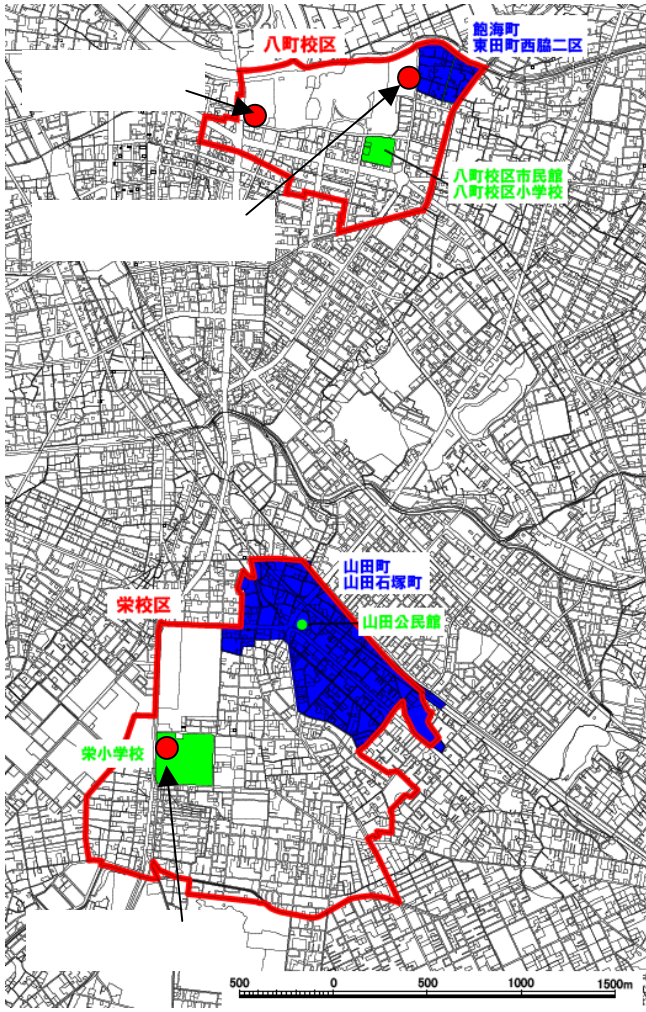 八町校区
飽海町
東田町西脇二区
八町校区市民館
八町校区小学校
山田町
山田石塚町
栄校区
山田公民館
栄小学校
500 0 500 1000 1500m